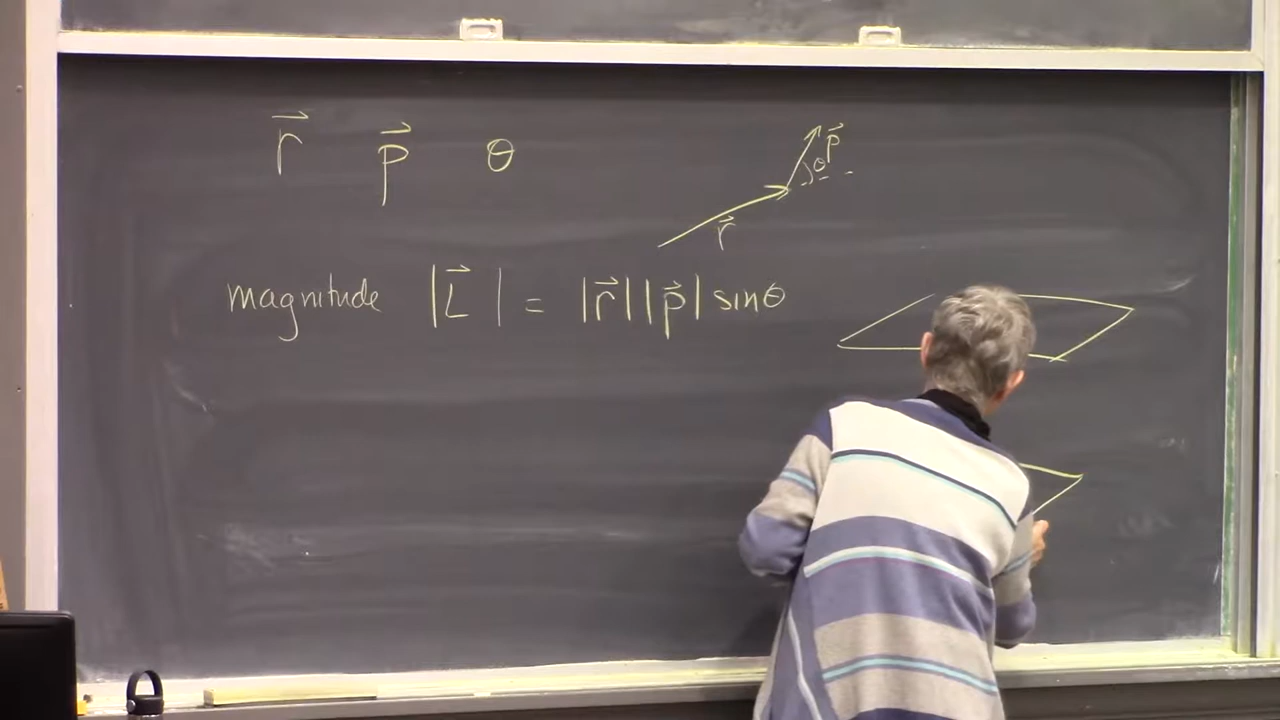 r⃗ p⃗ θ
p⃗
θ
r⃗
magnitude |L⃗ | = |r⃗||p⃗| sinθ